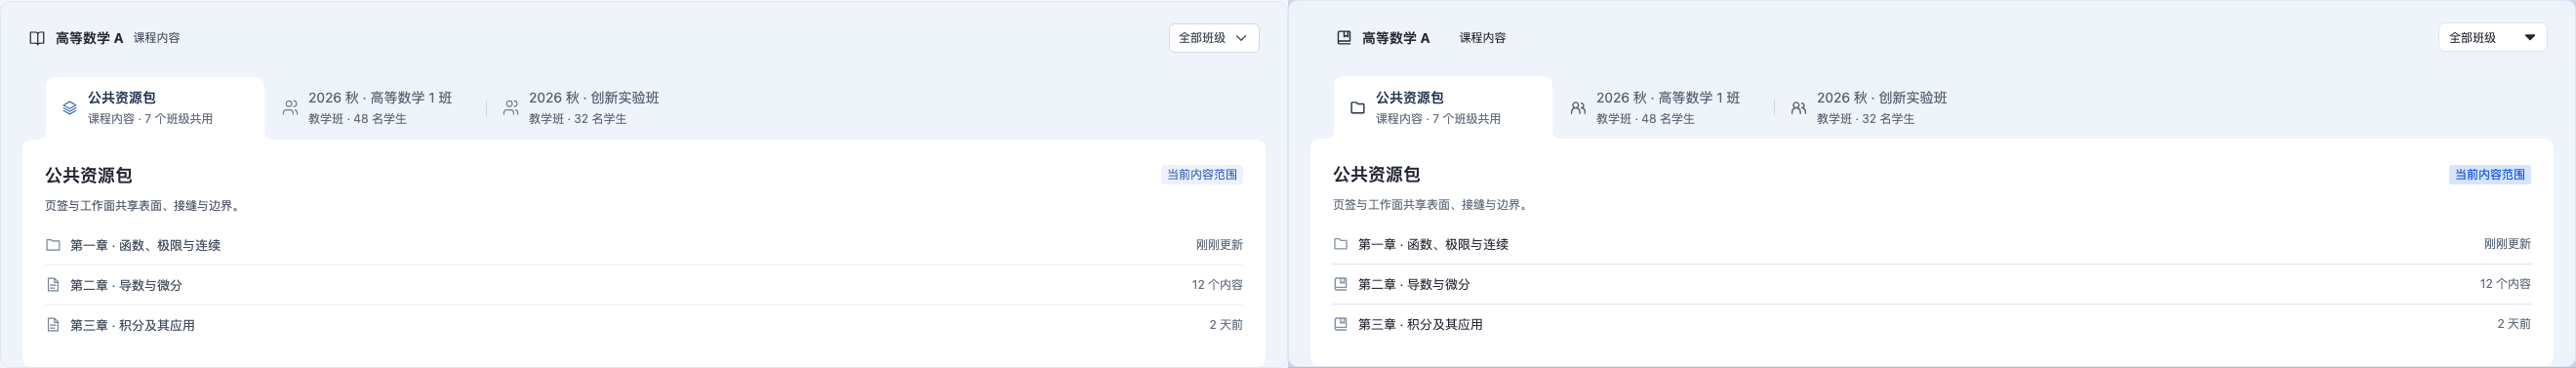 高等数学 A 课程内容 全部班级
公共资源包
课程内容 · 7 个班级共用
2026 秋 · 高等数学 1 班
教学班 · 48 名学生
2026 秋 · 创新实验班
教学班 · 32 名学生
公共资源包 当前内容范围
页签与工作面共享表面、接缝与边界。
第一章 · 函数、极限与连续 刚刚更新
第二章 · 导数与微分 12 个内容
第三章 · 积分及其应用 2 天前
高等数学 A 课程内容 全部班级
公共资源包
课程内容 · 7 个班级共用
2026 秋 · 高等数学 1 班
教学班 · 48 名学生
2026 秋 · 创新实验班
教学班 · 32 名学生
公共资源包 当前内容范围
页签与工作面共享表面、接缝与边界。
第一章 · 函数、极限与连续 刚刚更新
第二章 · 导数与微分 12 个内容
第三章 · 积分及其应用 2 天前